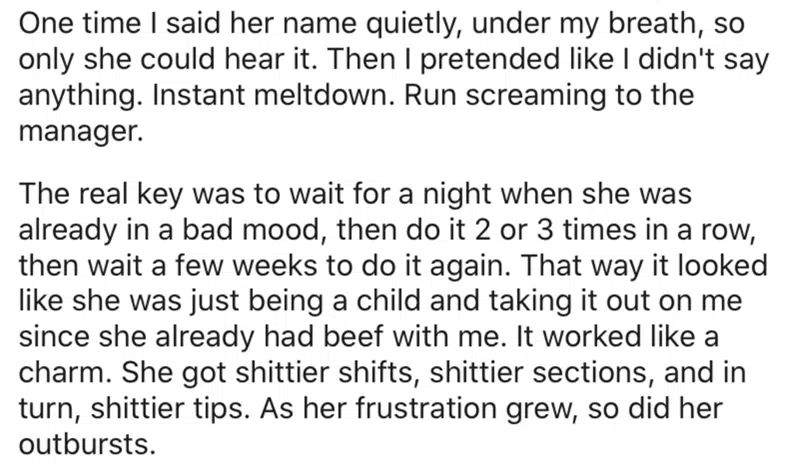 One time I said her name quietly, under my breath, so
only she could hear it. Then I pretended like I didn't say
anything. Instant meltdown. Run screaming to the
manager.
The real key was to wait for a night when she was
already in a bad mood, then do it 2 or 3 times in a row,
then wait a few weeks to do it again. That way it looked
like she was just being a child and taking it out on me
since she already had beef with me. It worked like a
charm. She got shittier shifts, shittier sections, and in
turn, shittier tips. As her frustration grew, so did her
outbursts.